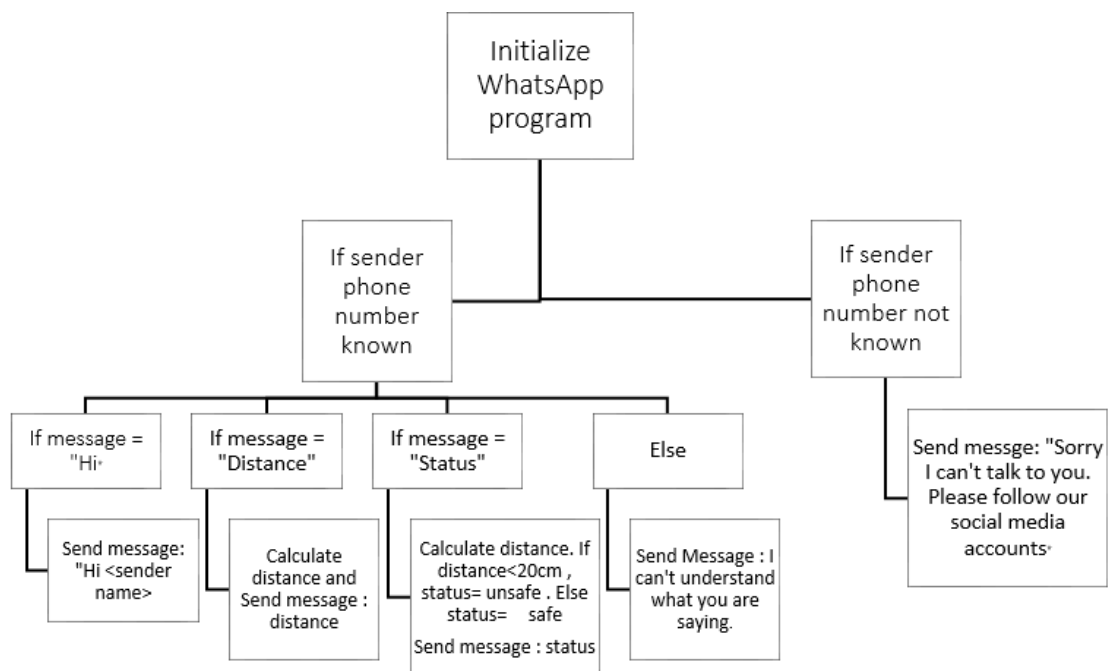 Initialize
WhatsApp
program
If sender
phone
number
known
If sender
phone
number not
known
If message =
"Hi"
If message =
"Distance"
If message =
"Status"
Else
Send messge: "Sorry
I can't talk to you.
Please follow our
social media
accounts"
Send message:
"Hi <sender
name>
Calculate
distance and
Send message :
distance
Calculate distance. If
distance<20cm ,
status= unsafe . Else
status= safe
Send message : status
Send Message : I
can't understand
what you are
saying.